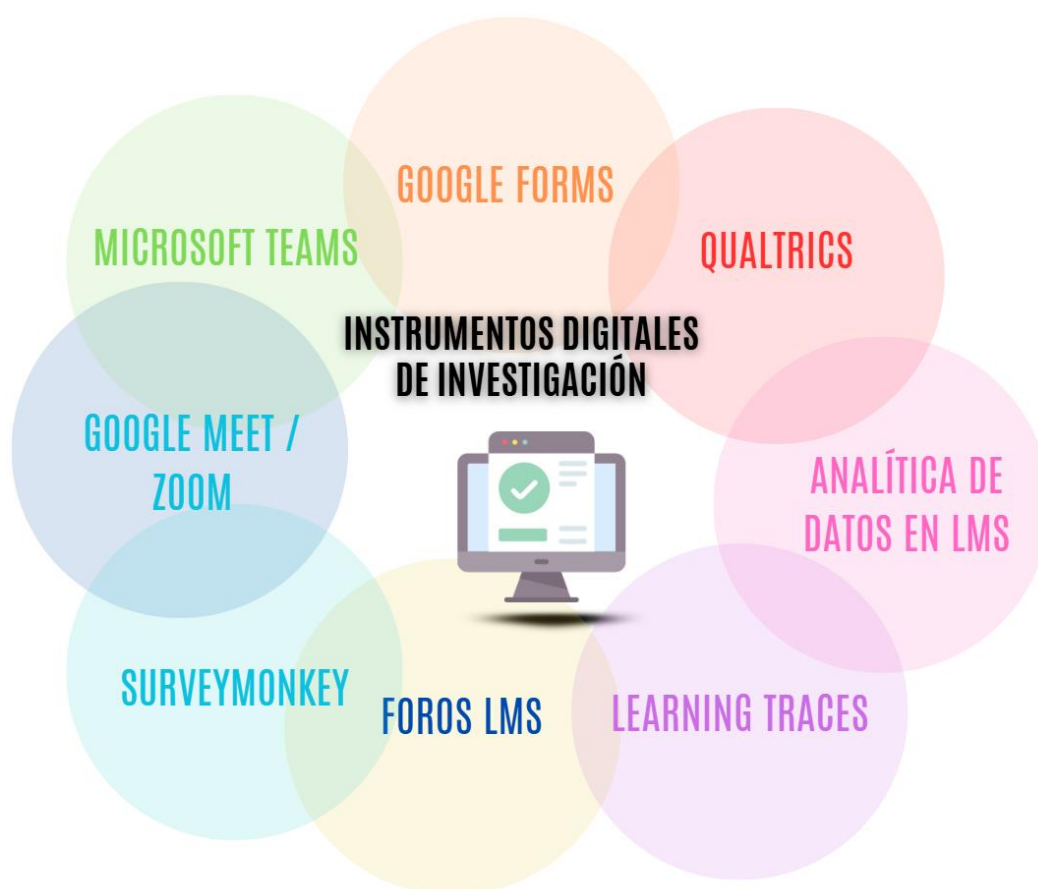 GOOGLE FORMS
MICROSOFT TEAMS
QUALTRICS
INSTRUMENTOS DIGITALES
DE INVESTIGACIÓN
GOOGLE MEET /
ZOOM
ANALÍTICA DE
DATOS EN LMS
SURVEYMONKEY
FOROS LMS
LEARNING TRACES